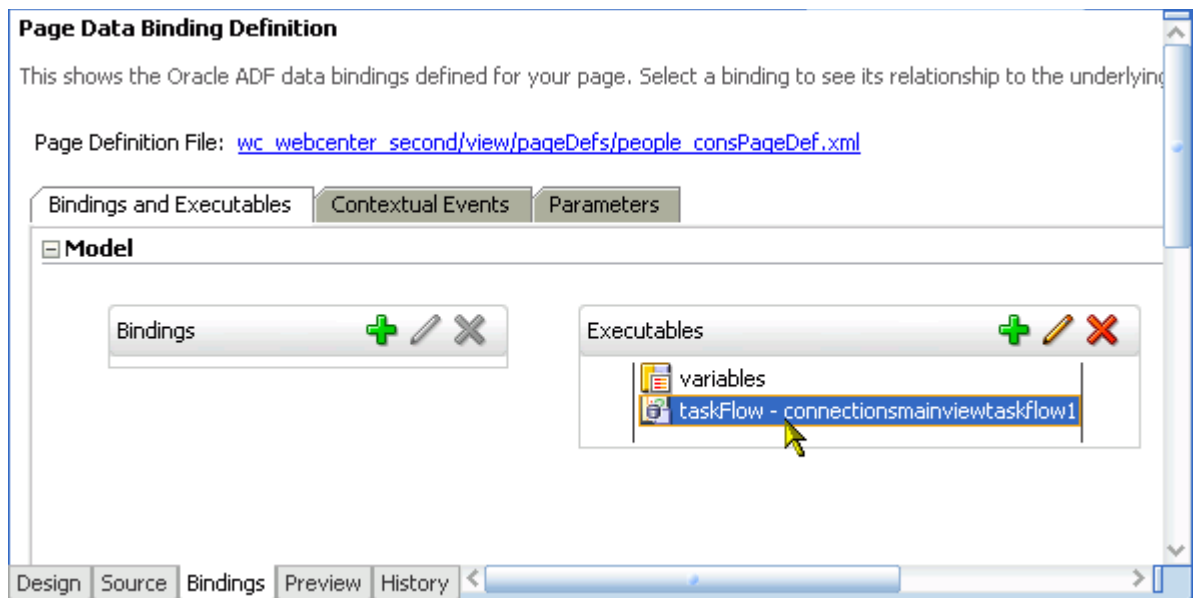 Page Data Binding Definition
This shows the Oracle ADF data bindings defined for your page. Select a binding to see its relationship to the underlying
Page Definition File: wc_webcenter_second/view/pageDefs/people_consPageDef.xml
Bindings and Executables Contextual Events Parameters
Model
Bindings Executables
variables
taskFlow - connectionsmainviewtaskflow1
Design Source Bindings Preview History